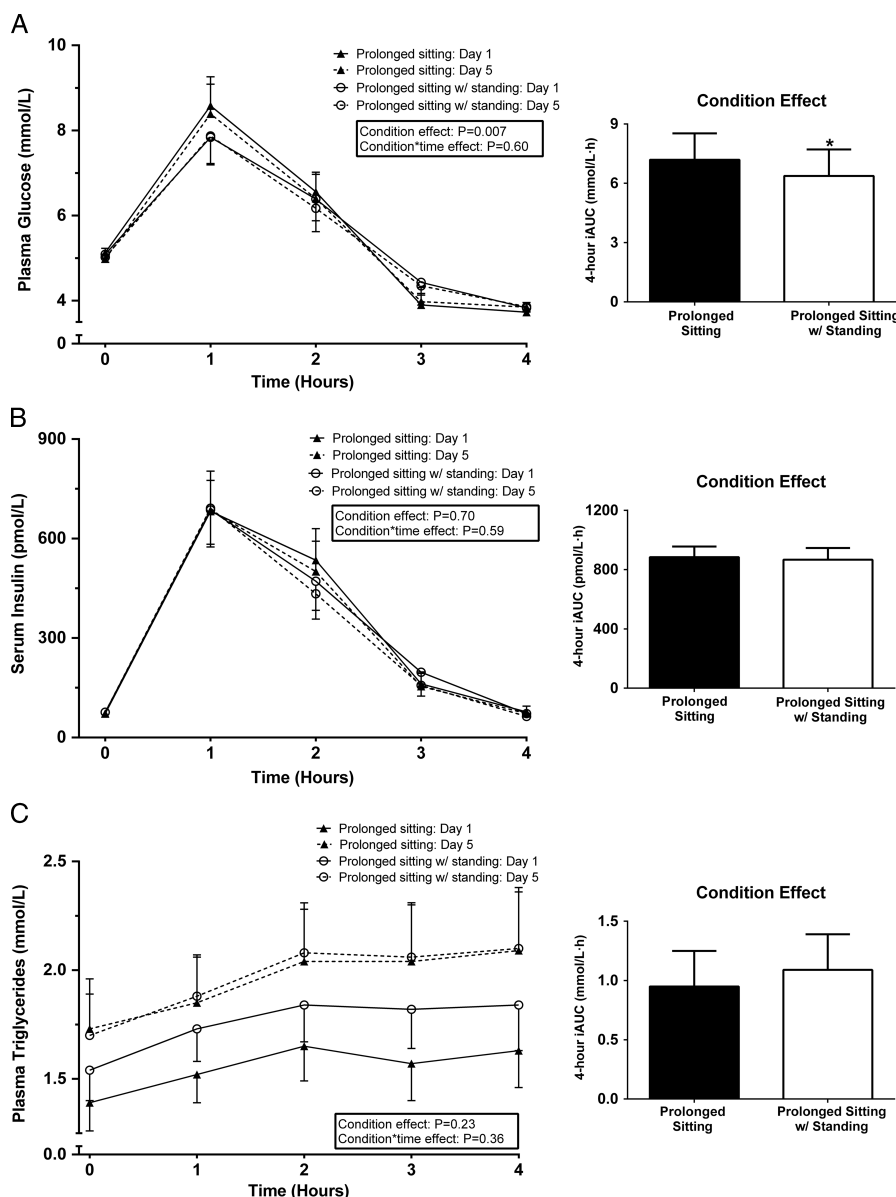 A
Plasma Glucose (mmol/L)
10
8
6
4
0
0 1 2 3 4
Time (Hours)
Prolonged sitting: Day 1
Prolonged sitting: Day 5
Prolonged sitting w/ standing: Day 1
Prolonged sitting w/ standing: Day 5
Condition effect: P=0.007
Condition*time effect: P=0.60
Condition Effect
4-hour iAUC (mmol/L·h)
9
6
3
0
*
Prolonged
Sitting
Prolonged Sitting
w/ Standing
B
Serum Insulin (pmol/L)
900
600
300
0
0 1 2 3 4
Time (Hours)
Prolonged sitting: Day 1
Prolonged sitting: Day 5
Prolonged sitting w/ standing: Day 1
Prolonged sitting w/ standing: Day 5
Condition effect: P=0.70
Condition*time effect: P=0.59
Condition Effect
4-hour iAUC (pmol/L·h)
1200
800
400
0
Prolonged
Sitting
Prolonged Sitting
w/ Standing
C
Plasma Triglycerides (mmol/L)
2.5
2.0
1.5
0.0
0 1 2 3 4
Time (Hours)
Prolonged sitting: Day 1
Prolonged sitting: Day 5
Prolonged sitting w/ standing: Day 1
Prolonged sitting w/ standing: Day 5
Condition effect: P=0.23
Condition*time effect: P=0.36
Condition Effect
4-hour iAUC (mmol/L·h)
1.5
1.0
0.5
0.0
Prolonged
Sitting
Prolonged Sitting
w/ Standing